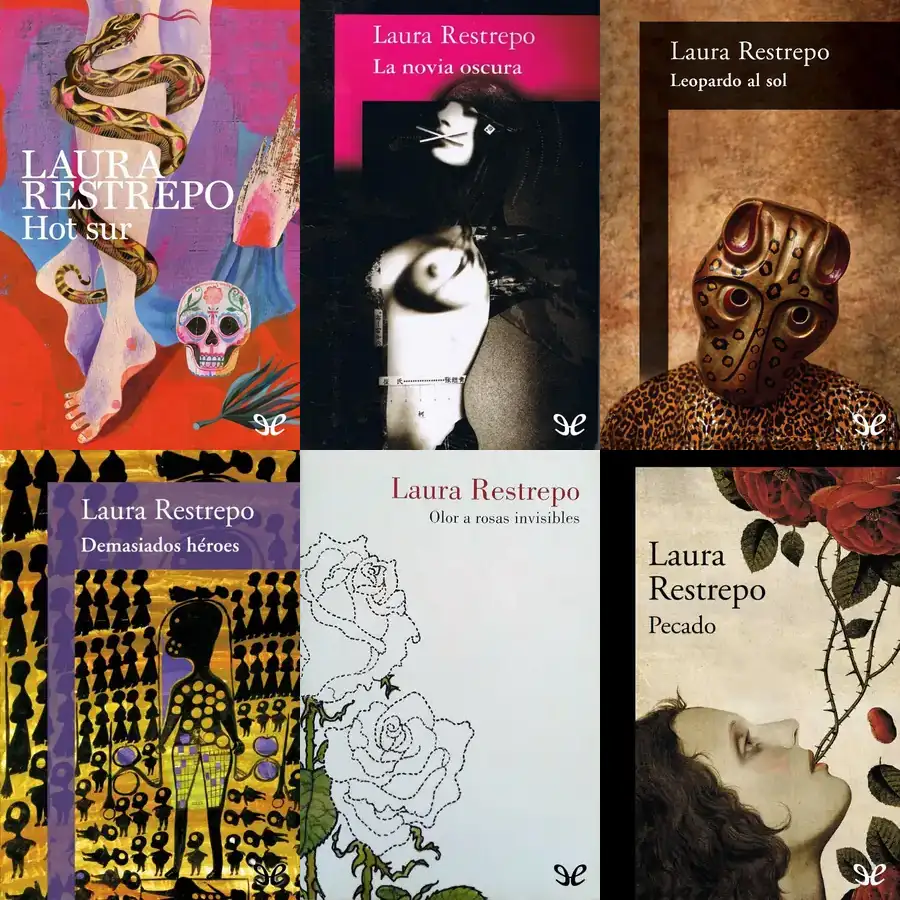 LAURA
RESTREPO
Hot sur
Laura Restrepo
La novia oscura
Laura Restrepo
Leopardo al sol
Laura Restrepo
Demasiados héroes
Laura Restrepo
Olor a rosas invisibles
Laura
Restrepo
Pecado